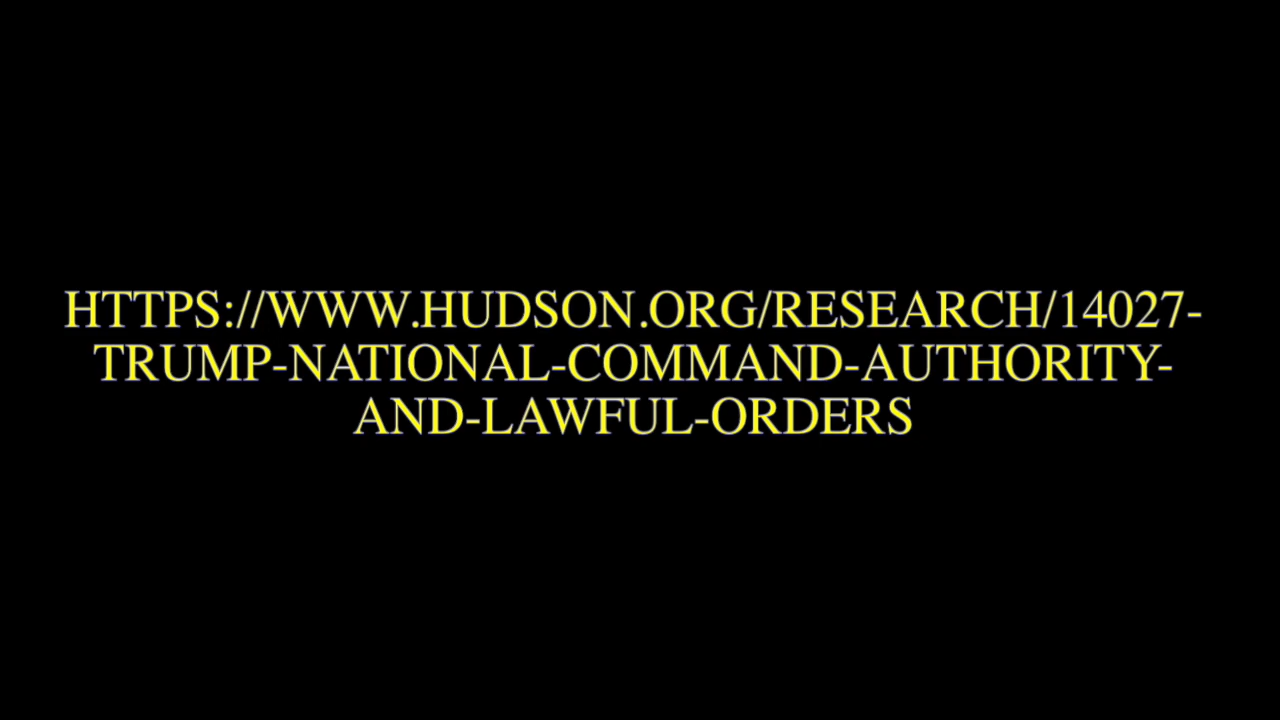 HTTPS://WWW.HUDSON.ORG/RESEARCH/14027-
TRUMP-NATIONAL-COMMAND-AUTHORITY-
AND-LAWFUL-ORDERS